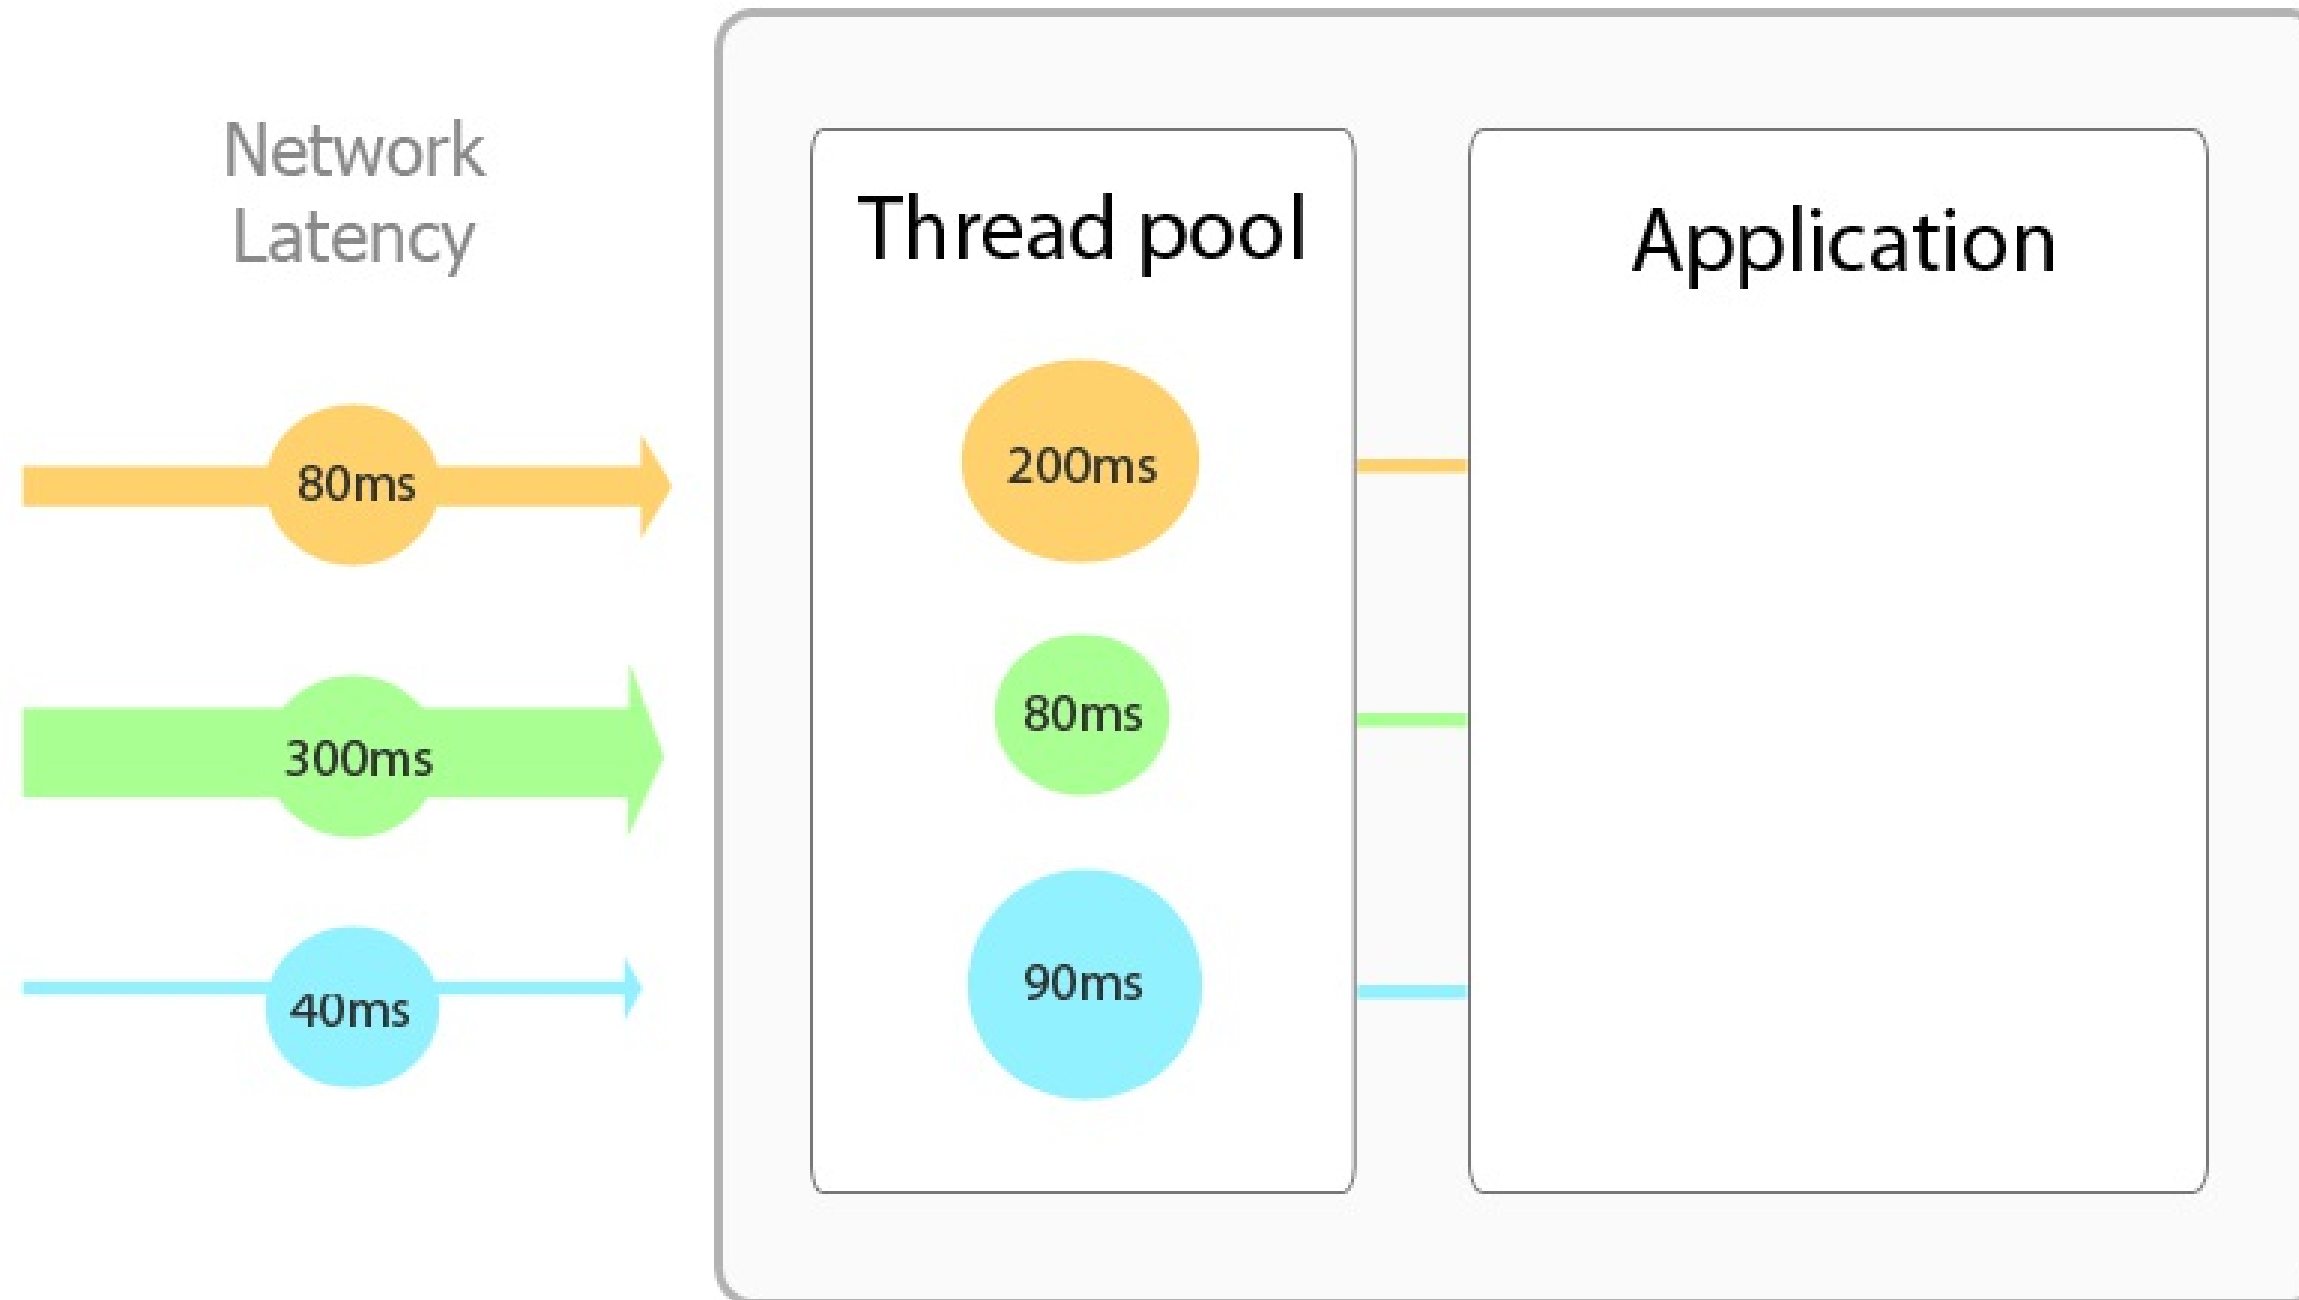 Network
Latency
Thread pool
Application
80ms
200ms
300ms
80ms
40ms
90ms